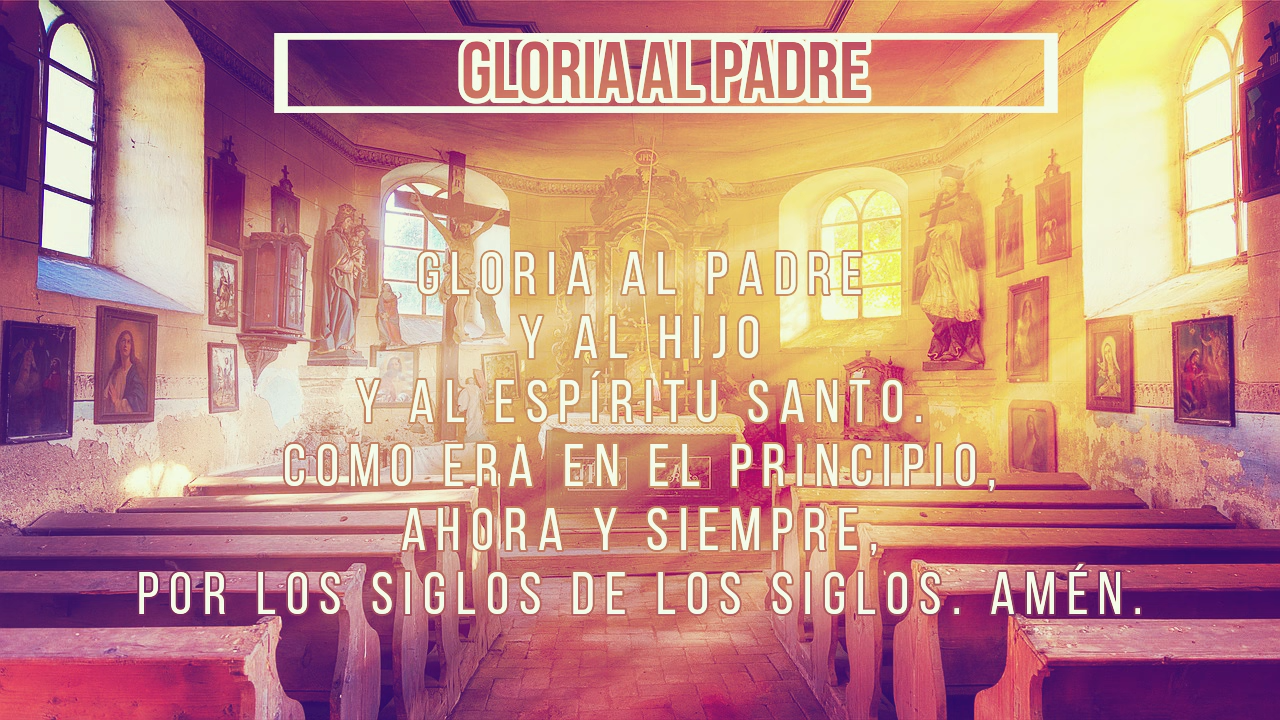 GLORIA AL PADRE
GLORIA AL PADRE
Y AL HIJO
Y AL ESPÍRITU SANTO.
COMO ERA EN EL PRINCIPIO,
AHORA Y SIEMPRE,
POR LOS SIGLOS DE LOS SIGLOS. AMÉN.